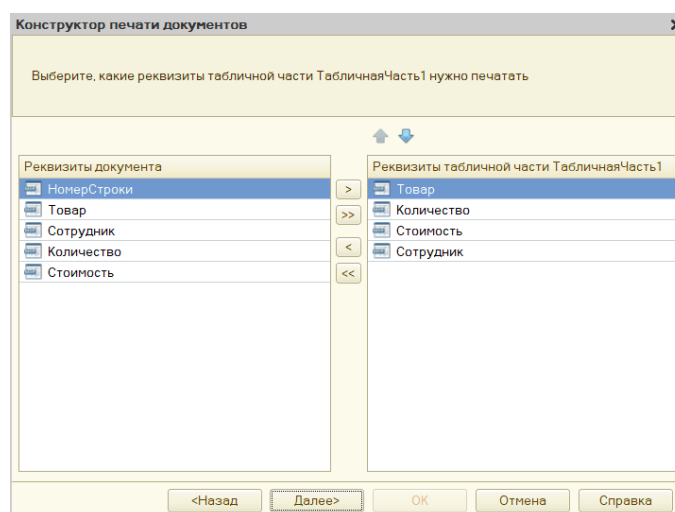 Конструктор печати документов
Выберите, какие реквизиты табличной части ТабличнаяЧасть1 нужно печатать
Реквизиты документа
НомерСтроки
Товар
Сотрудник
Количество
Стоимость
>
>>
<
<<
Реквизиты табличной части ТабличнаяЧасть1
Товар
Количество
Стоимость
Сотрудник
<Назад
Далее>
OK
Отмена
Справка